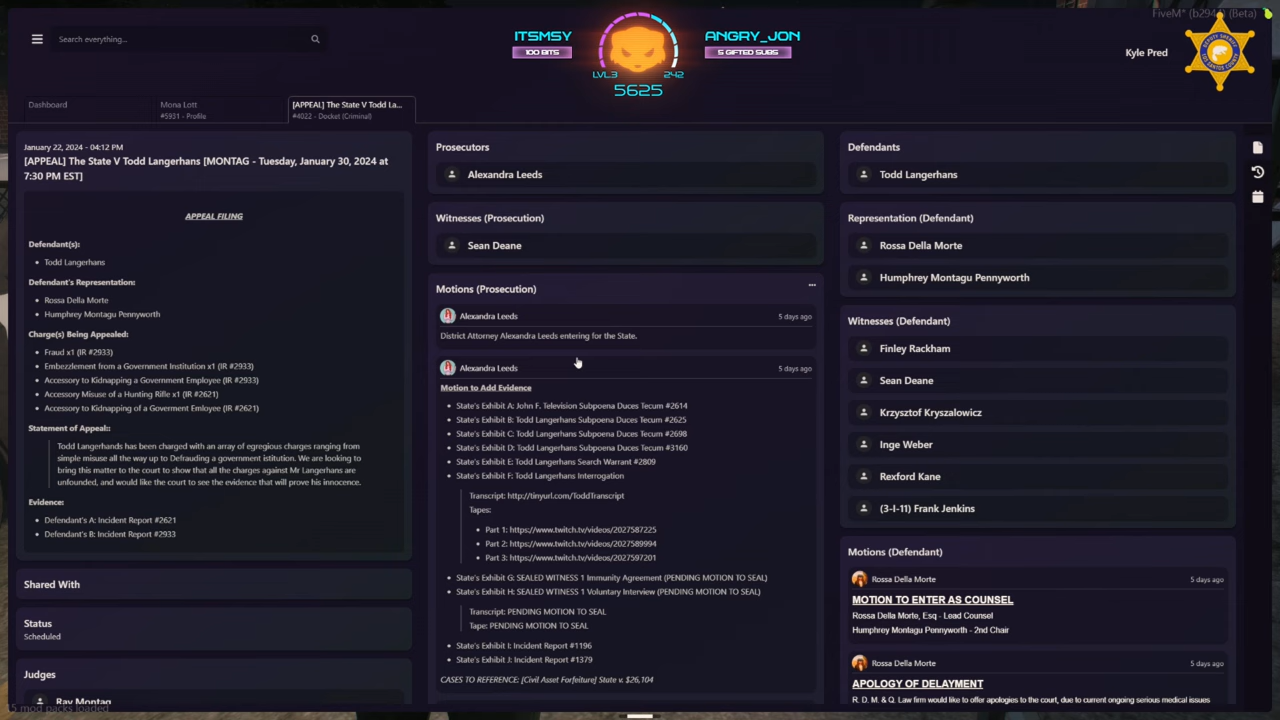 FiveM* (b294
(Beta)
Search everything...
ITSMSY
100 BITS
LVL3
242
5625
ANGRY_JON
5 GIFTED SUBS
Kyle Pred
Dashboard
Mona Lott
#5931 - Profile
[APPEAL] The State V Todd La...
#4022 - Docket (Criminal)
January 22, 2024 - 04:12 PM
[APPEAL] The State V Todd Langerhans [MONTAG - Tuesday, January 30, 2024 at
7:30 PM EST]
APPEAL FILING
Defendant(s):
Todd Langerhans
Defendant's Representation:
Rossa Della Morte
Humphrey Montagu Pennyworth
Charge(s) Being Appealed:
Fraud x1 (IR #2933)
Embezzlement from a Government Institution x1 (IR #2933)
Accessory to Kidnapping a Government Employee (IR #2933)
Accessory Misuse of a Hunting Rifle x1 (IR #2621)
Accessory to Kidnapping of a Goverment Emloyee (IR #2621)
Statement of Appeal::
Todd Langerhands has been charged with an array of egregious charges ranging from
simple misuse all the way up to Defrauding a government istitution. We are looking to
bring this matter to the court to show that all the charges against Mr Langerhans are
unfounded, and would like the court to see the evidence that will prove his innocence.
Evidence:
Defendant's A: Incident Report #2621
Defendant's B: Incident Report #2933
Shared With
Status
Scheduled
Judges
Ray Montag
mod packs loaded
Prosecutors
Alexandra Leeds
Witnesses (Prosecution)
Sean Deane
Motions (Prosecution)
Alexandra Leeds
5 days ago
District Attorney Alexandra Leeds entering for the State.
Alexandra Leeds
5 days ago
Motion to Add Evidence
State's Exhibit A: John F. Television Subpoena Duces Tecum #2614
State's Exhibit B: Todd Langerhans Subpoena Duces Tecum #2625
State's Exhibit C: Todd Langerhans Subpoena Duces Tecum #2698
State's Exhibit D: Todd Langerhans Subpoena Duces Tecum #3160
State's Exhibit E: Todd Langerhans Search Warrant #2809
State's Exhibit F: Todd Langerhans Interrogation
Transcript: http://tinyurl.com/ToddTranscript
Tapes:
Part 1: https://www.twitch.tv/videos/2027587225
Part 2: https://www.twitch.tv/videos/2027589994
Part 3: https://www.twitch.tv/videos/2027597201
State's Exhibit G: SEALED WITNESS 1 Immunity Agreement (PENDING MOTION TO SEAL)
State's Exhibit H: SEALED WTINESS 1 Voluntary Interview (PENDING MOTION TO SEAL)
Transcript: PENDING MOTION TO SEAL
Tape: PENDING MOTION TO SEAL
State's Exhibit I: Incident Report #1196
State's Exhibit J: Incident Report #1379
CASES TO REFERENCE: [Civil Asset Forfeiture] State v. $26,104
Defendants
Todd Langerhans
Representation (Defendant)
Rossa Della Morte
Humphrey Montagu Pennyworth
Witnesses (Defendant)
Finley Rackham
Sean Deane
Krzysztof Kryszalowicz
Inge Weber
Rexford Kane
(3-I-11) Frank Jenkins
Motions (Defendant)
Rossa Della Morte
5 days ago
MOTION TO ENTER AS COUNSEL
Rossa Della Morte, Esq - Lead Counsel
Humphrey Montagu Pennyworth - 2nd Chair
Rossa Della Morte
5 days ago
APOLOGY OF DELAYMENT
R. D. M. & Q. Law firm would like to offer apologies to the court, due to current ongoing serious medical issues